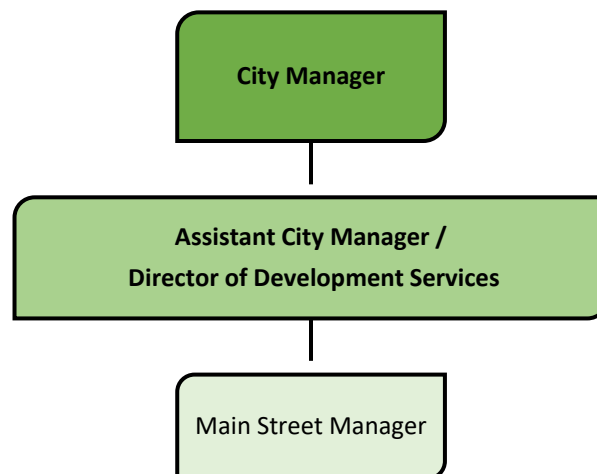 City Manager
Assistant City Manager /
Director of Development Services
Main Street Manager